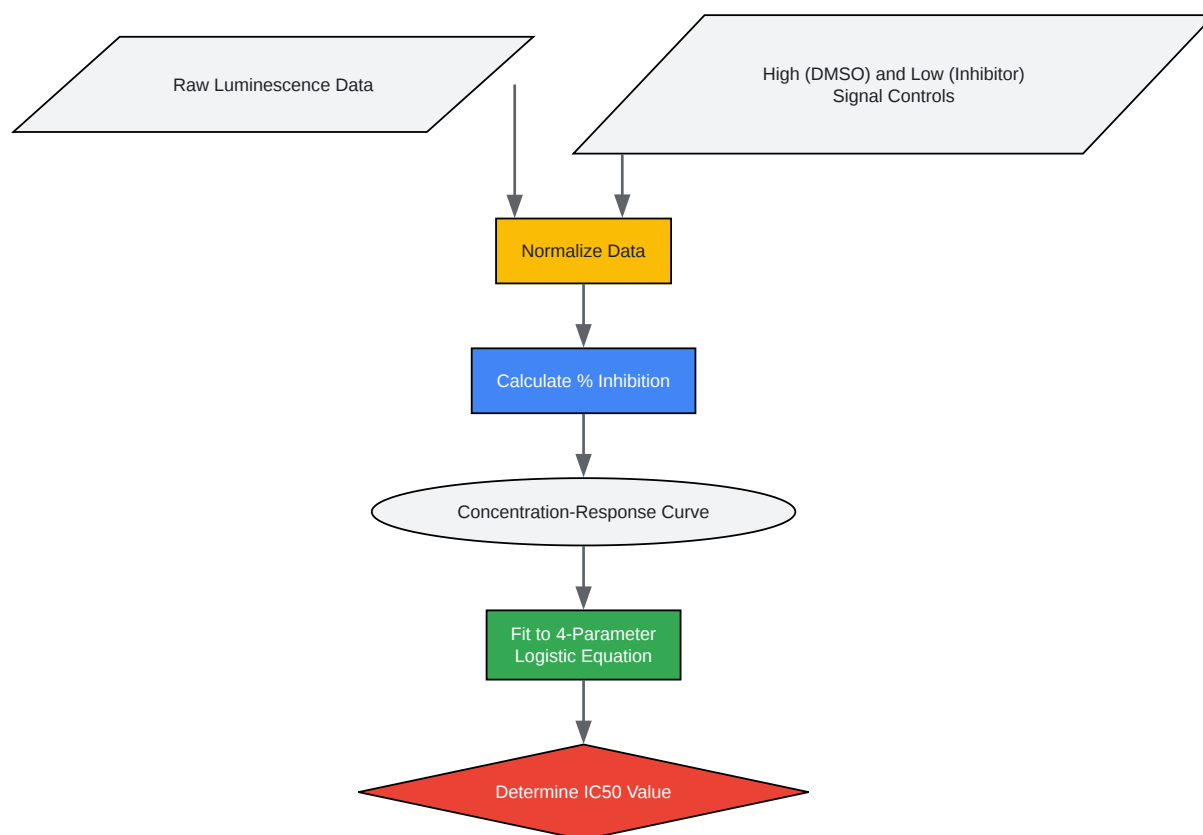 Raw Luminescence Data
High (DMSO) and Low (Inhibitor)
Signal Controls
Normalize Data
Calculate % Inhibition
Concentration-Response Curve
Fit to 4-Parameter
Logistic Equation
Determine IC50 Value